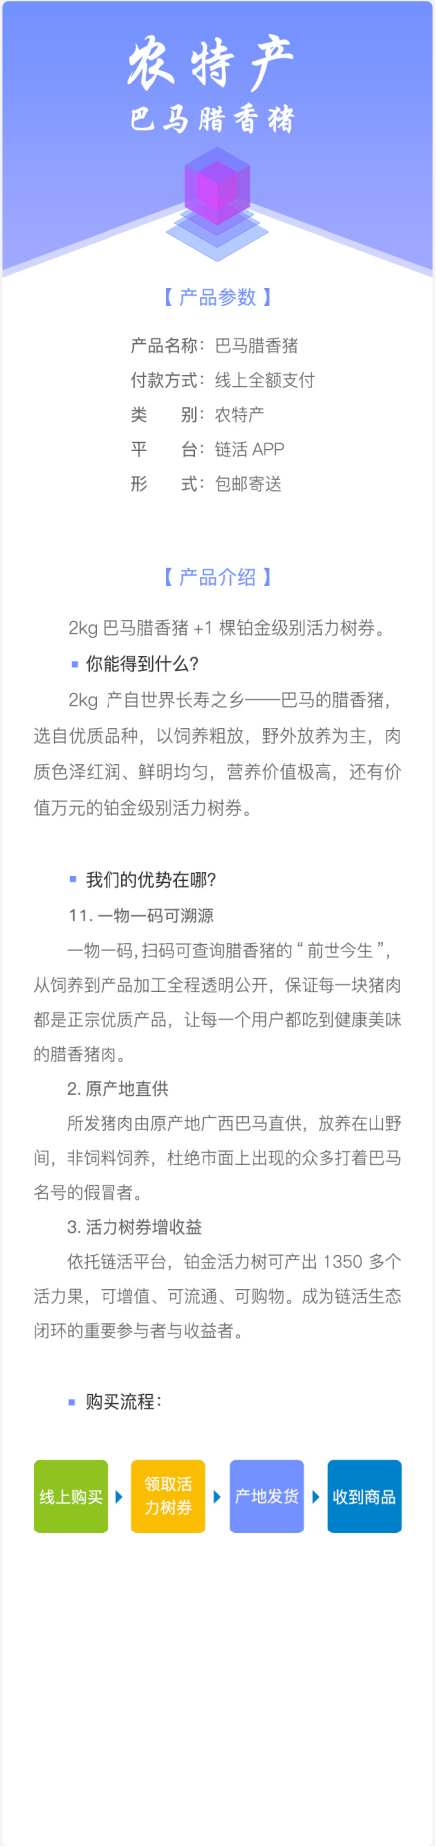 农特产
巴马腊香猪
【 产品参数 】
产品名称：巴马腊香猪
付款方式：线上全额支付
类　　别：农特产
平　　台：链活 APP
形　　式：包邮寄送
【 产品介绍 】
2kg 巴马腊香猪 +1 棵铂金级别活力树券。
你能得到什么？
2kg 产自世界长寿之乡——巴马的腊香猪，
选自优质品种，以饲养粗放，野外放养为主，肉
质色泽红润、鲜明均匀，营养价值极高，还有价
值万元的铂金级别活力树券。
我们的优势在哪？
11. 一物一码可溯源
一物一码，扫码可查询腊香猪的“前世今生”，
从饲养到产品加工全程透明公开，保证每一块猪肉
都是正宗优质产品，让每一个用户都吃到健康美味
的腊香猪肉。
2. 原产地直供
所发猪肉由原产地广西巴马直供，放养在山野
间，非饲料饲养，杜绝市面上出现的众多打着巴马
名号的假冒者。
3. 活力树券增收益
依托链活平台，铂金活力树可产出 1350 多个
活力果，可增值、可流通、可购物。成为链活生态
闭环的重要参与者与收益者。
购买流程：
线上购买
领取活
力树券
产地发货
收到商品